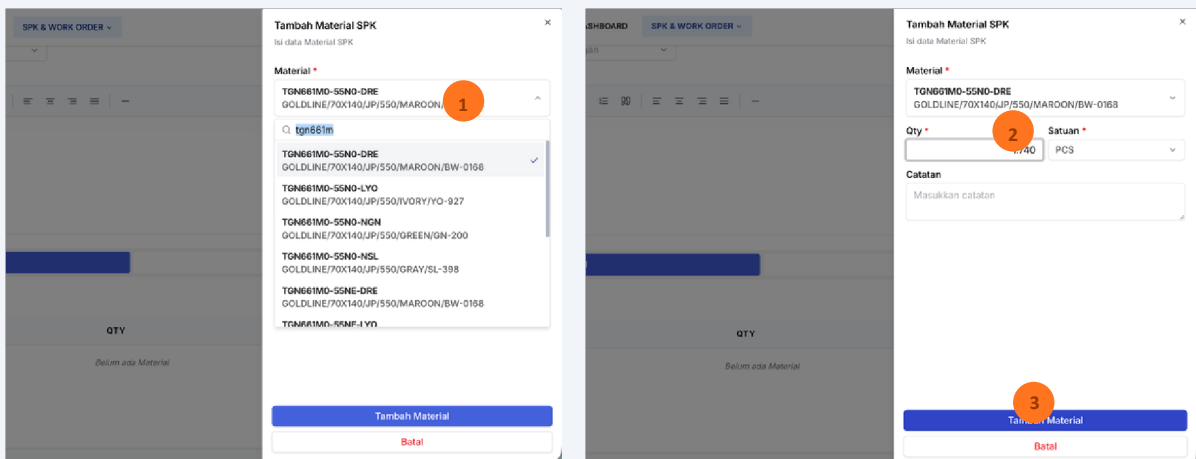 SPK & WORK ORDER
Tambah Material SPK
Isi data Material SPK
Material *
TGN661M0-55N0-DRE
GOLDLINE/70X140/JP/550/MAROON/
1
tgn661m
TGN661M0-55N0-DRE
GOLDLINE/70X140/JP/550/MAROON/BW-0168
TGN661M0-55N0-LYO
GOLDLINE/70X140/JP/550/IVORY/YO-927
TGN661M0-55N0-NGN
GOLDLINE/70X140/JP/550/GREEN/GN-200
TGN661M0-55N0-NSL
GOLDLINE/70X140/JP/550/GRAY/SL-398
TGN661M0-55NE-DRE
GOLDLINE/70X140/JP/550/MAROON/BW-0168
TGN661M0-55NE-LYO
QTY
Belum ada Material
Tambah Material
Batal
SHBOARD
SPK & WORK ORDER
Tambah Material SPK
Isi data Material SPK
Material *
TGN661M0-55N0-DRE
GOLDLINE/70X140/JP/550/MAROON/BW-0168
Qty *
2
Satuan *
740
PCS
Catatan
Masukkan catatan
QTY
Belum ada Material
3
Material
Batal